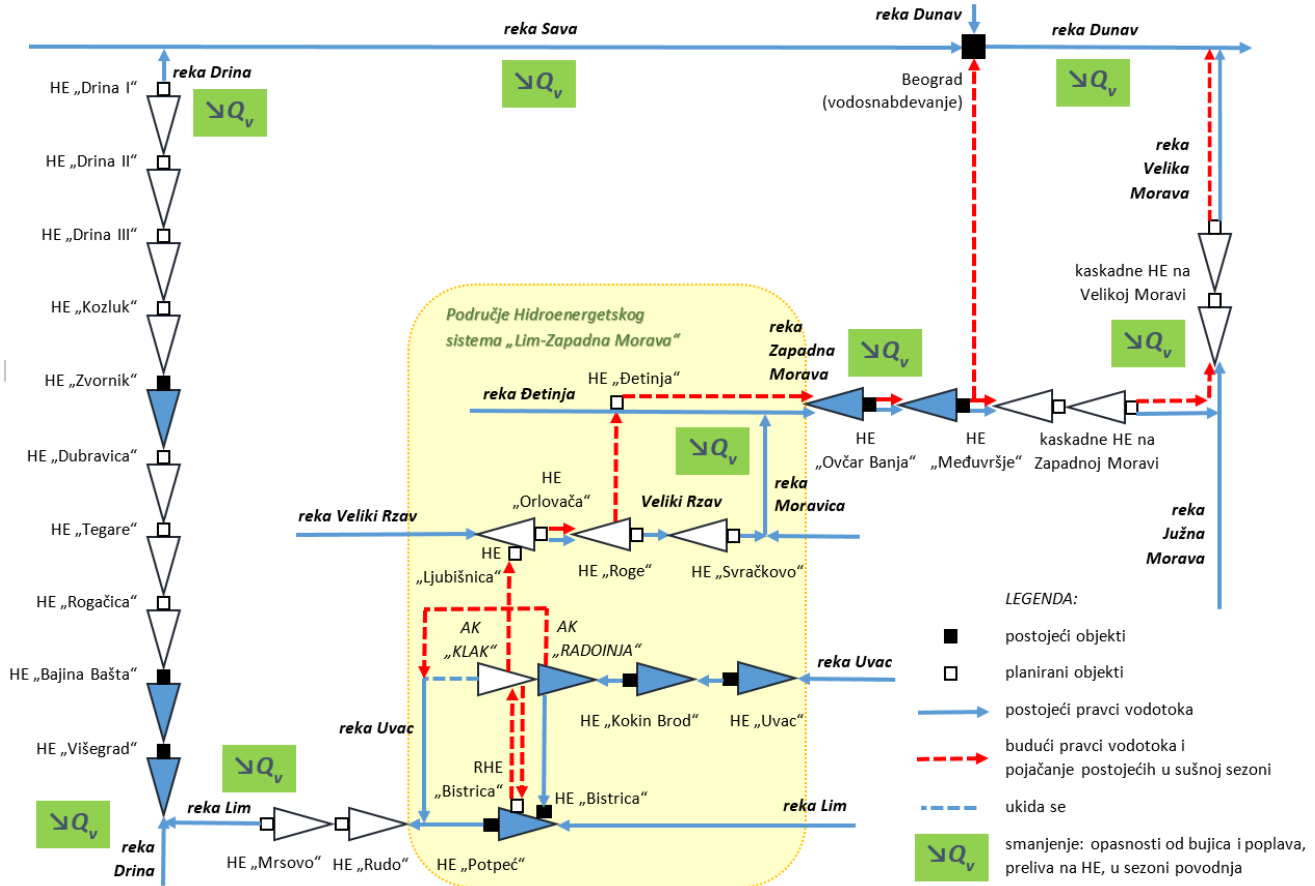 reka Dunav
reka Sava
reka Dunav
reka Drina
HE „Drina I“
↘Qv
↘Qv
Beograd
(vodosnabdevanje)
↘Qv
HE „Drina II“
reka
Velika
Morava
HE „Drina III“
kaskadne HE na
Velikoj Moravi
HE „Kozluk“
Područje Hidroenergetskog
sistema „Lim-Zapadna Morava“
reka
Zapadna
Morava
↘Qv
↘Qv
HE „Zvornik“
reka Đetinja
HE „Đetinja“
HE
„Ovčar Banja“
HE
„Međuvršje“
kaskadne HE na
Zapadnoj Moravi
↘Qv
HE „Dubravica“
HE
„Orlovača“
Veliki Rzav
reka
Moravica
reka Veliki Rzav
HE „Tegare“
HE
„Ljubišnica“
HE „Roge“
HE „Svračkovo“
reka
Južna
Morava
HE „Rogačica“
AK
„KLAK“
AK
„RADOINJA“
reka Uvac
HE „Bajina Bašta“
HE „Kokin Brod“
HE „Uvac“
reka Uvac
HE „Višegrad“
↘Qv
RHE
„Bistrica“
HE „Bistrica“
reka Lim
reka Lim
↘Qv
reka
Drina
HE „Mrsovo“
HE „Rudo“
HE „Potpeć“
LEGENDA:
postojeći objekti
planirani objekti
postojeći pravci vodotoka
budući pravci vodotoka i
pojačanje postojećih u sušnoj sezoni
ukida se
↘Qv
smanjenje: opasnosti od bujica i poplava,
preliva na HE, u sezoni povodnja